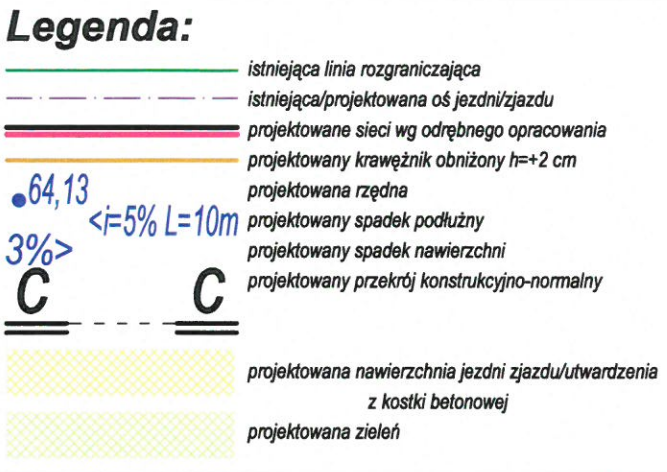 Legenda:
istniejąca linia rozgraniczająca
istniejąca/projektowana oś jezdni/zjazdu
projektowane sieci wg odrębnego opracowania
projektowany krawężnik obniżony h=+2 cm
64,13 projektowana rzędna
<i=5% L=10m projektowany spadek podłużny
3%> projektowany spadek nawierzchni
C C projektowany przekrój konstrukcyjno-normalny
projektowana nawierzchnia jezdni zjazdu/utwardzenia
z kostki betonowej
projektowana zieleń